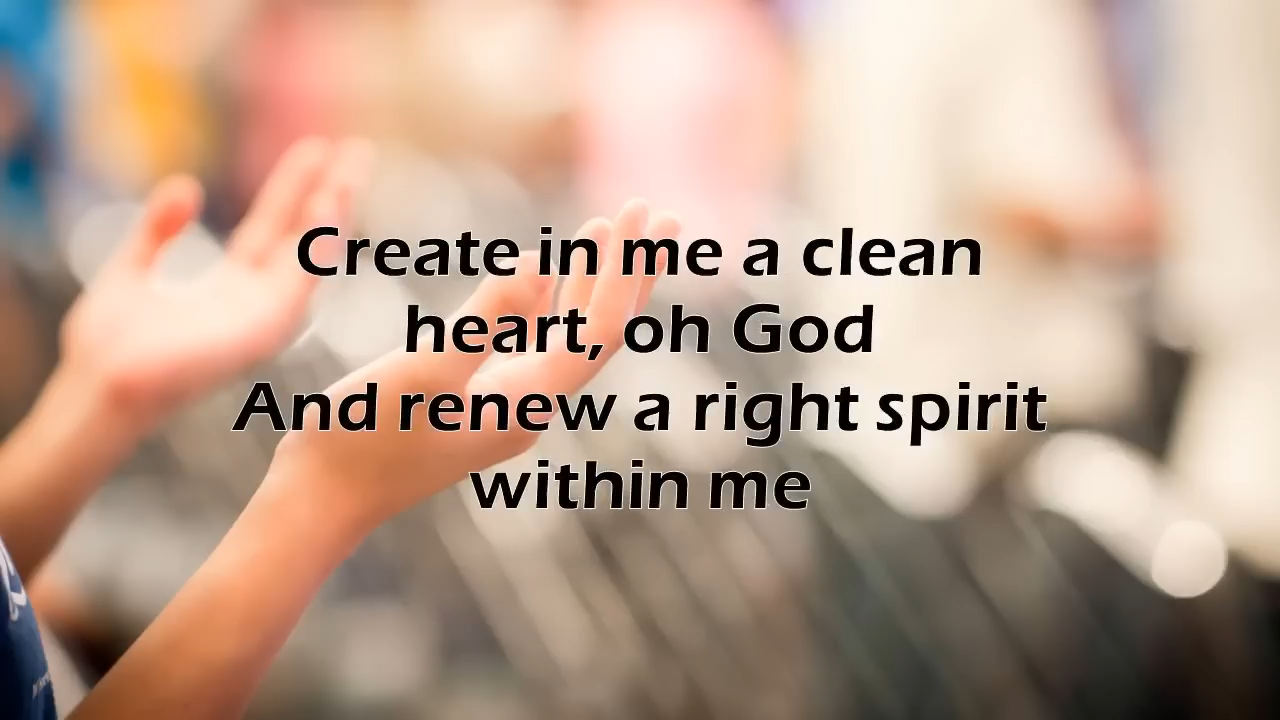 Create in me a clean
heart, oh God
And renew a right spirit
within me